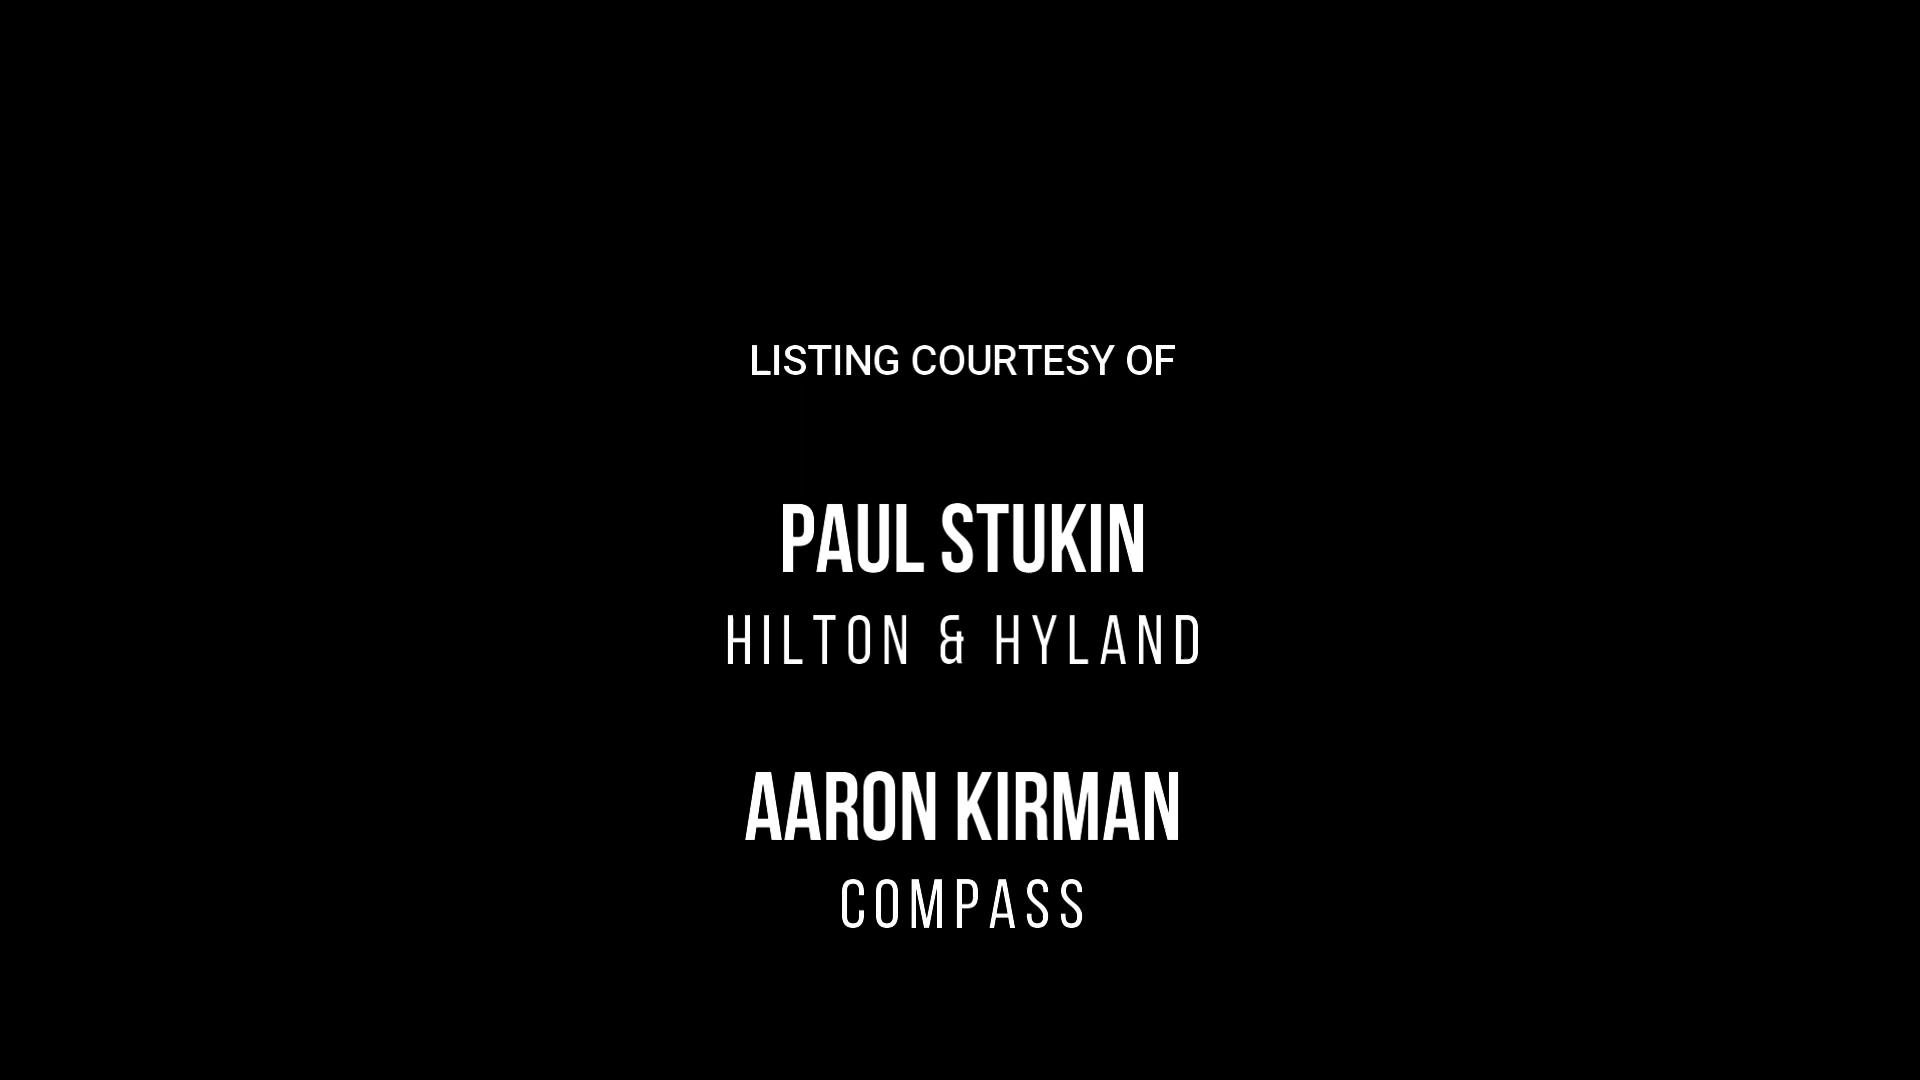 LISTING COURTESY OF
PAUL STUKIN
HILTON & HYLAND
AARON KIRMAN
COMPASS